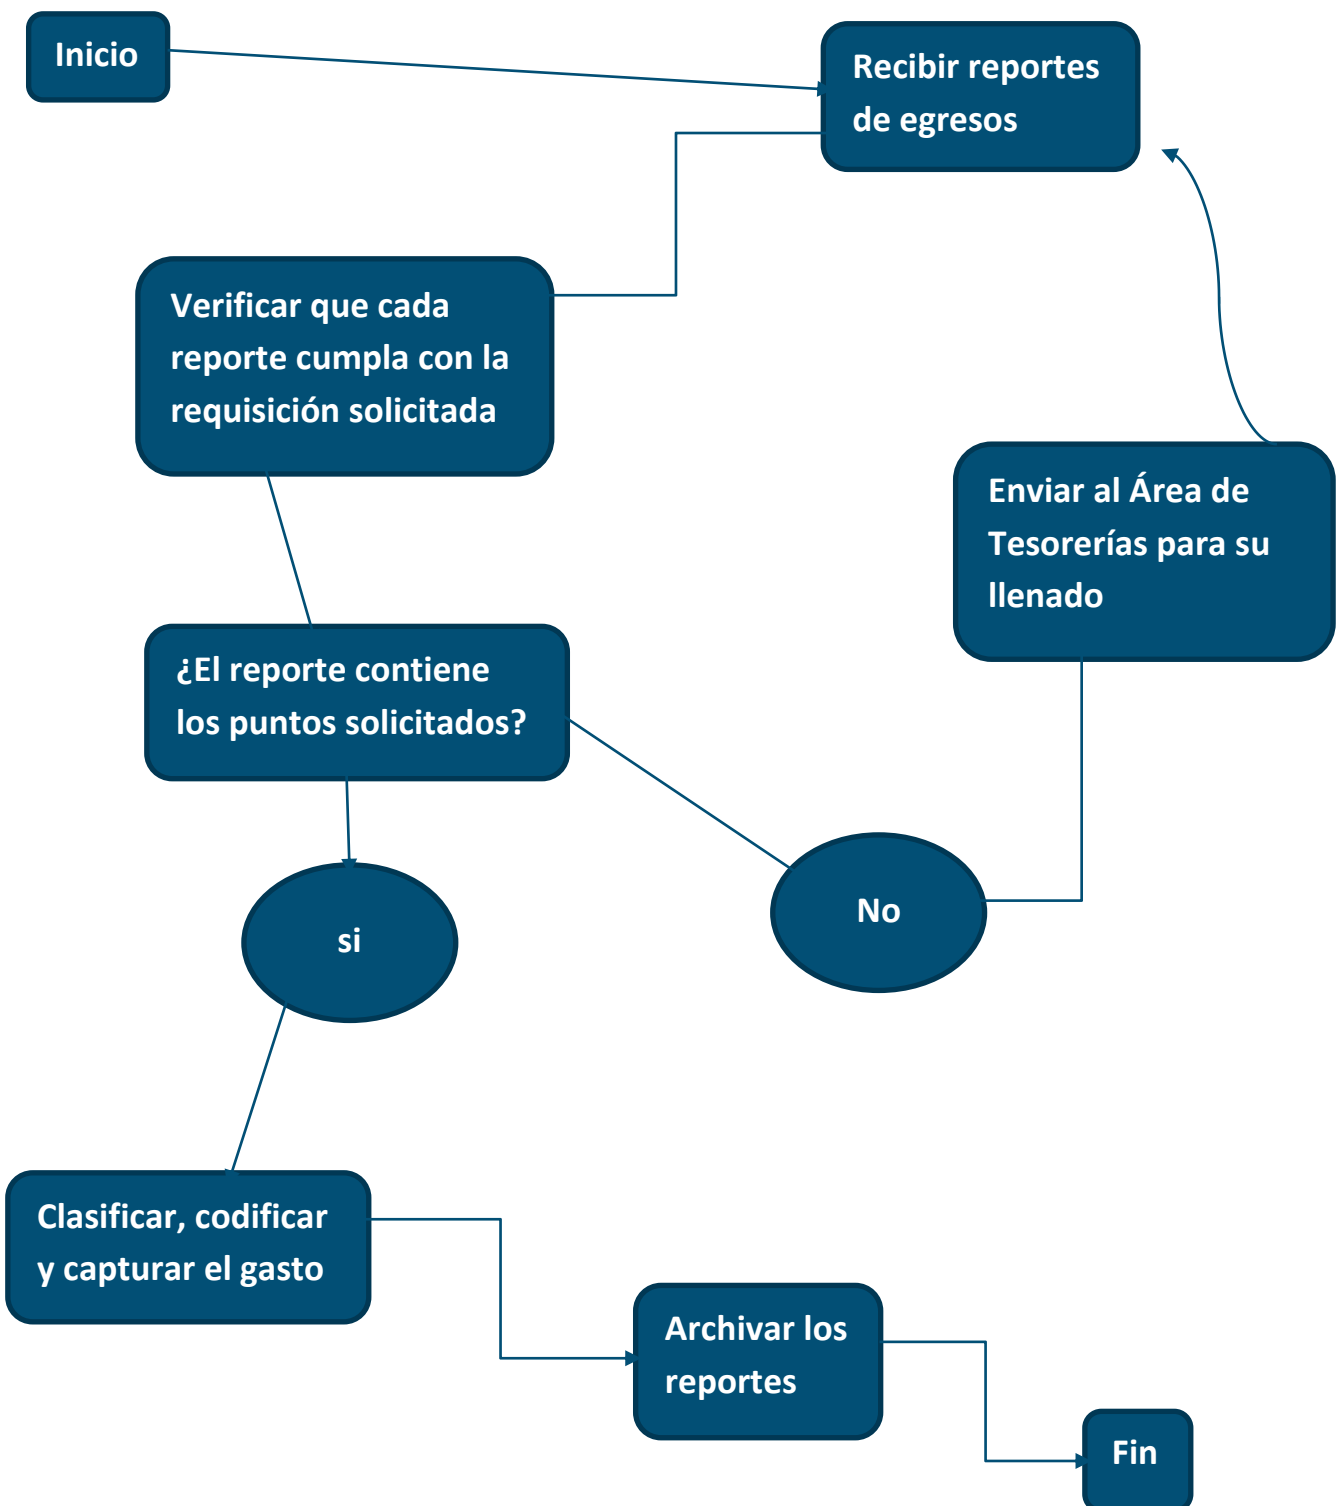 Inicio
Recibir reportes
de egresos
Verificar que cada
reporte cumpla con la
requisición solicitada
Enviar al Área de
Tesorerías para su
llenado
¿El reporte contiene
los puntos solicitados?
No
si
Clasificar, codificar
y capturar el gasto
Archivar los
reportes
Fin